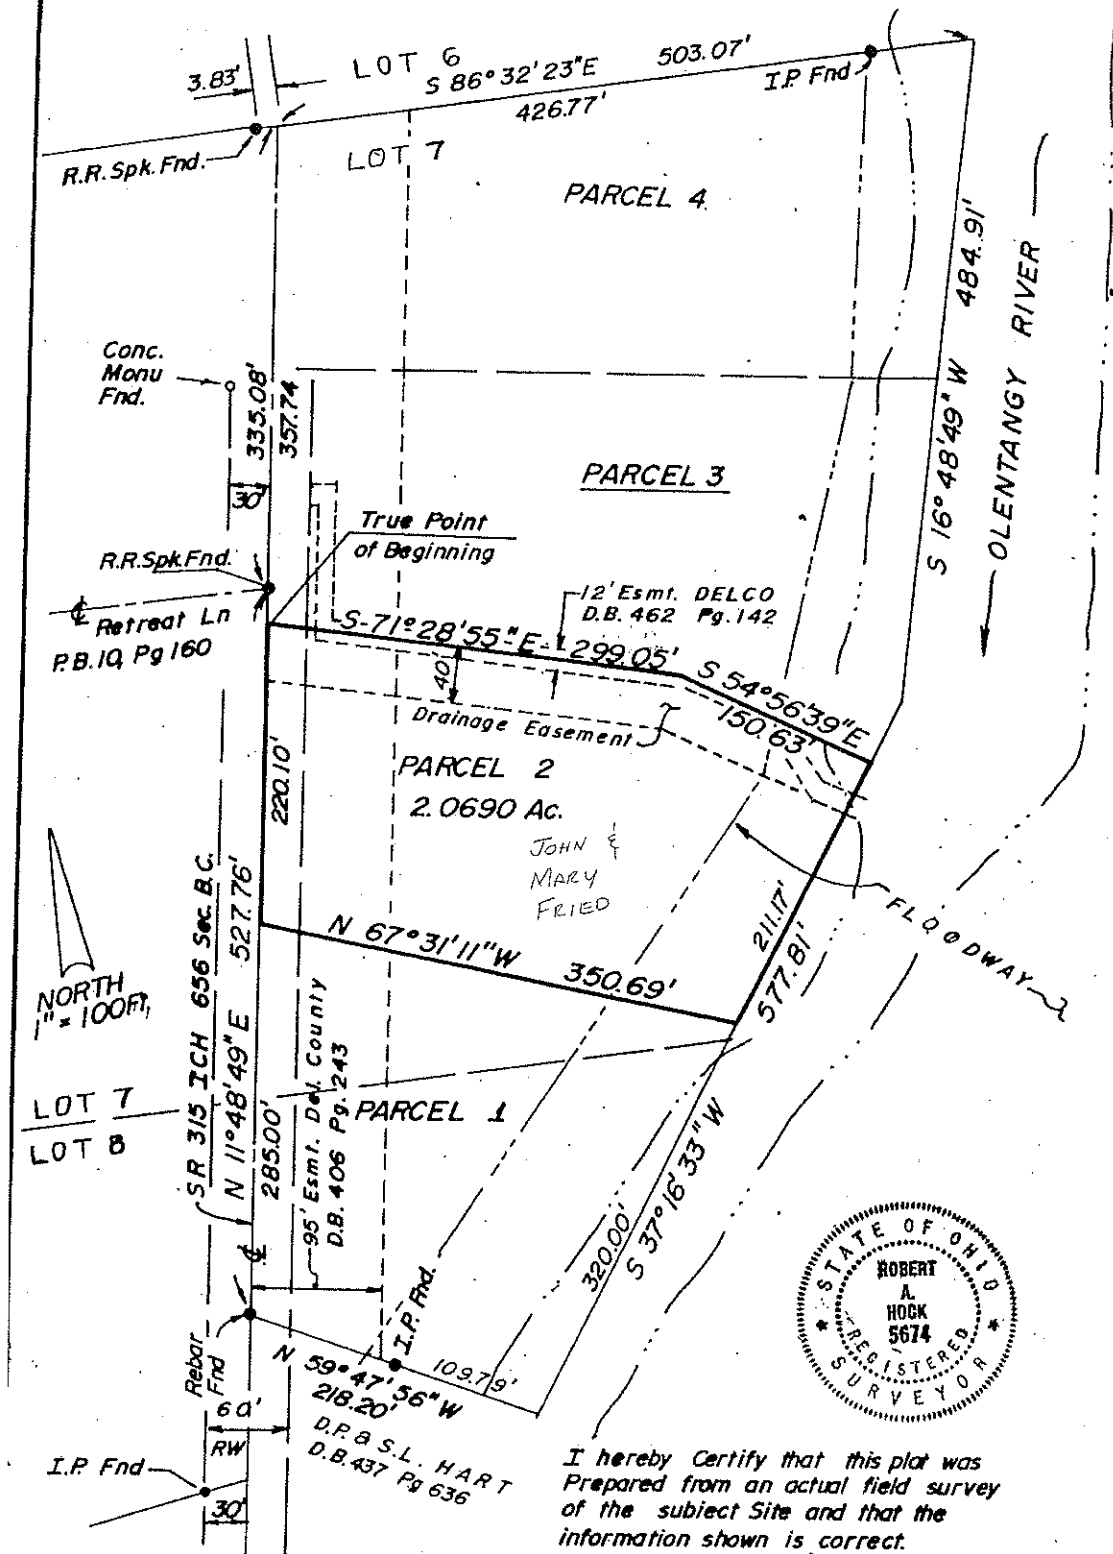 3.83'
LOT 6
S 86° 32' 23" E 503.07'
426.77'
I.P. Fnd
R.R. Spk. Fnd.
LOT 7
PARCEL 4
S 16° 48' 49" W 484.91'
OLENTANGY RIVER
Conc.
Monu
Fnd.
335.08'
357.74
30'
PARCEL 3
True Point
of Beginning
R.R. Spk. Fnd.
℄ Retreat Ln
P.B. 10, Pg 160
12' Esmt. DELCO
D.B. 462 Pg. 142
S-71° 28' 55" E- 299.05'
S 54° 56' 39" E
150.63'
40'
Drainage Easement
220.10'
PARCEL 2
2.0690 Ac.
JOHN &
MARY
FRIED
FLOODWAY
211.17'
577.81'
N 67° 31' 11" W 350.69'
NORTH
1" = 100 Ft,
SR 315 ICH 656 Sec. B.C.
N 11° 48' 49" E 527.76'
285.00'
95' Esmt. Del. County
D.B. 406 Pg. 243
LOT 7
LOT 8
PARCEL 1
320.00'
S 37° 16' 33" W
℄
Rebar
Fnd
I.P. Fnd.
N 59° 47' 56" W
218.20'
109.79'
D.P. & S.L. HART
D.B. 437 Pg 636
60'
RW
I.P. Fnd
30'
STATE OF OHIO
ROBERT
A.
HOCK
5674
REGISTERED
SURVEYOR
I hereby Certify that this plat was
Prepared from an actual field survey
of the subject Site and that the
information shown is correct.